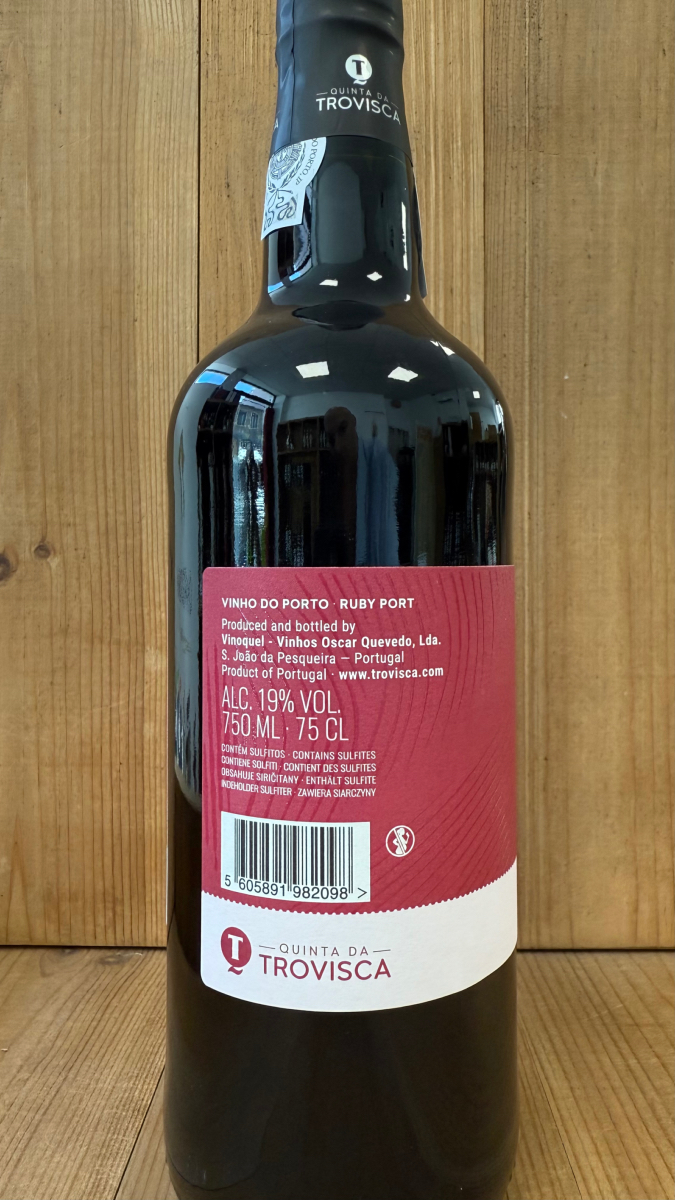 T
QUINTA DA
TROVISCA
VINHO DO PORTO · RUBY PORT
Produced and bottled by
Vinoquel - Vinhos Oscar Quevedo, Lda.
S. João da Pesqueira – Portugal
Product of Portugal · www.trovisca.com
ALC. 19% VOL.
750 ML · 75 CL
CONTÉM SULFITOS · CONTAINS SULFITES
CONTIENE SOLFITI · CONTIENT DES SULFITES
OBSAHUJE SIRIČITANY · ENTHÄLT SULFITE
INDEHOLDER SULFITER · ZAWIERA SIARCZYNY
5 605891 982098 >
T
QUINTA DA
TROVISCA